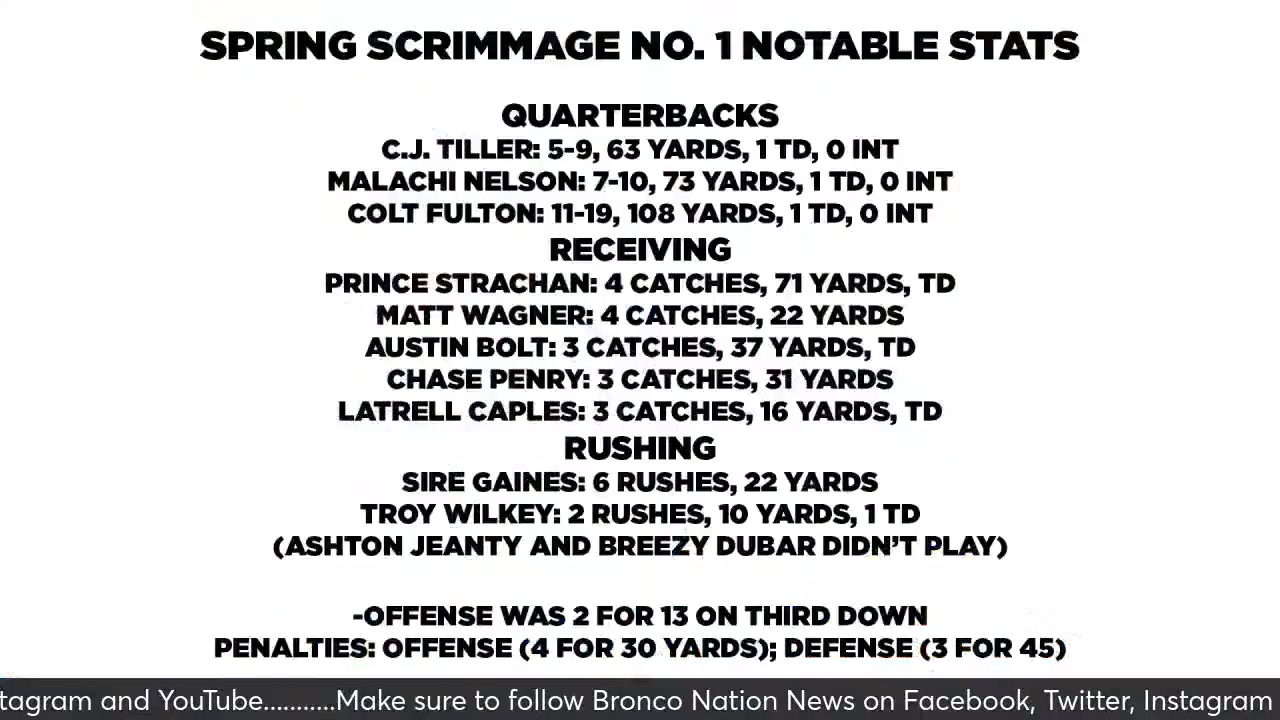 SPRING SCRIMMAGE NO. 1 NOTABLE STATS
QUARTERBACKS
C.J. TILLER: 5-9, 63 YARDS, 1 TD, 0 INT
MALACHI NELSON: 7-10, 73 YARDS, 1 TD, 0 INT
COLT FULTON: 11-19, 108 YARDS, 1 TD, 0 INT
RECEIVING
PRINCE STRACHAN: 4 CATCHES, 71 YARDS, TD
MATT WAGNER: 4 CATCHES, 22 YARDS
AUSTIN BOLT: 3 CATCHES, 37 YARDS, TD
CHASE PENRY: 3 CATCHES, 31 YARDS
LATRELL CAPLES: 3 CATCHES, 16 YARDS, TD
RUSHING
SIRE GAINES: 6 RUSHES, 22 YARDS
TROY WILKEY: 2 RUSHES, 10 YARDS, 1 TD
(ASHTON JEANTY AND BREEZY DUBAR DIDN'T PLAY)
-OFFENSE WAS 2 FOR 13 ON THIRD DOWN
PENALTIES: OFFENSE (4 FOR 30 YARDS); DEFENSE (3 FOR 45)
tagram and YouTube...........Make sure to follow Bronco Nation News on Facebook, Twitter, Instagram